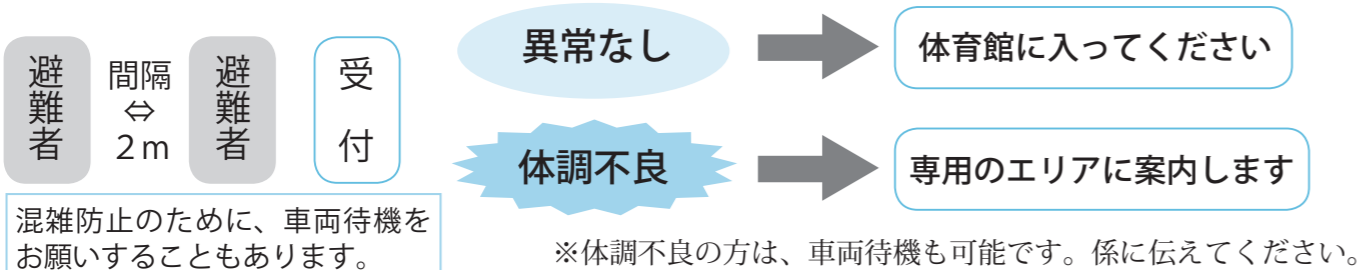 避難者
間隔
⇔
2m
避難者
受付
混雑防止のために、車両待機を
お願いすることもあります。
異常なし
体育館に入ってください
体調不良
専用のエリアに案内します
※体調不良の方は、車両待機も可能です。係に伝えてください。